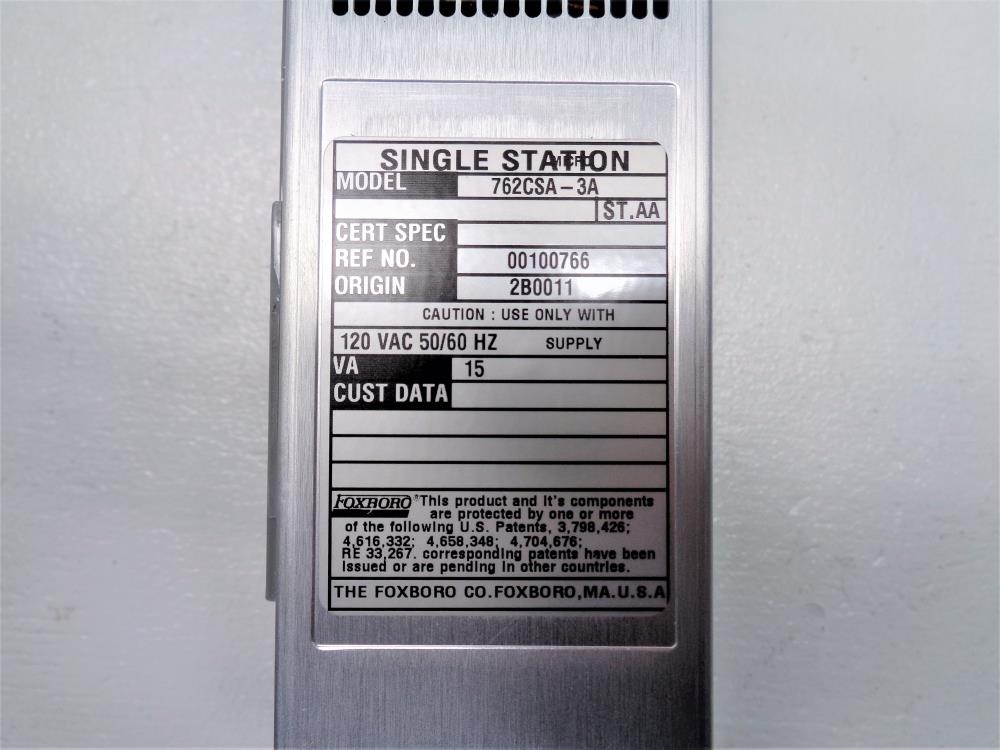 SINGLE STATION
MICRO
MODEL 762CSA-3A
ST.AA
CERT SPEC
REF NO. 00100766
ORIGIN 2B0011
CAUTION : USE ONLY WITH
120 VAC 50/60 HZ SUPPLY
VA 15
CUST DATA
FOXBORO® This product and it's components
are protected by one or more
of the following U.S. Patents, 3,798,426;
4,616,332; 4,658,348; 4,704,676;
RE 33,267. corresponding patents have been
issued or are pending in other countries.
THE FOXBORO CO. FOXBORO, MA. U.S.A